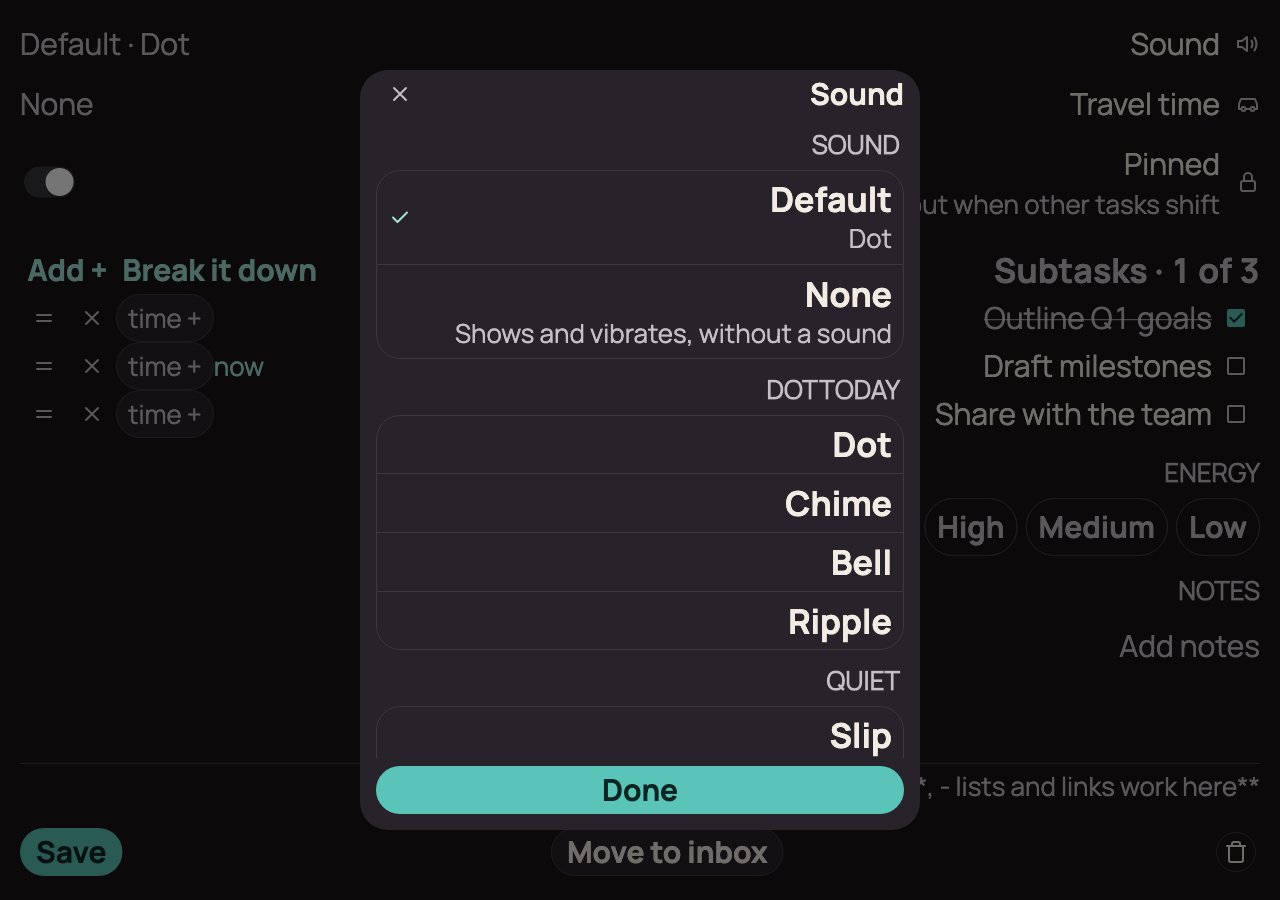 Sound
Default · Dot
Travel time
None
Pinned
out when other tasks shift
Subtasks · 1 of 3
Break it down
Add +
Outline Q1 goals
time +
Draft milestones
now
time +
Share with the team
time +
ENERGY
Low
Medium
High
NOTES
Add notes
*, - lists and links work here**
Save
Move to inbox
Sound
SOUND
Default
Dot
None
Shows and vibrates, without a sound
DOTTODAY
Dot
Chime
Bell
Ripple
QUIET
Slip
Done